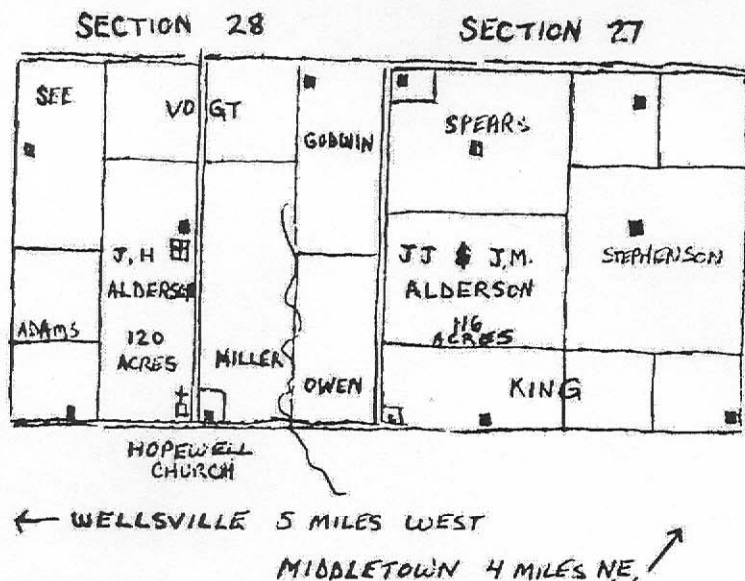 SECTION 28
SECTION 27
SEE
VOGT
GODWIN
SPEARS
J, H
ALDERSON
120
ACRES
ADAMS
MILLER
OWEN
JJ & J.M.
ALDERSON
116
ACRES
STEPHENSON
KING
HOPEWELL
CHURCH
← WELLSVILLE 5 MILES WEST
MIDDLETOWN 4 MILES NE.